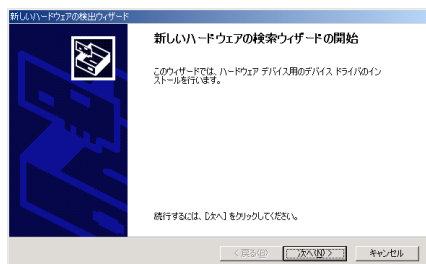 新しいハードウェアの検出ウィザード
新しいハードウェアの検索ウィザードの開始
このウィザードでは、ハードウェア デバイス用のデバイス ドライバのイン
ストールを行います。
続行するには、[次へ] をクリックしてください。
< 戻る(B)
次へ(N) >
キャンセル